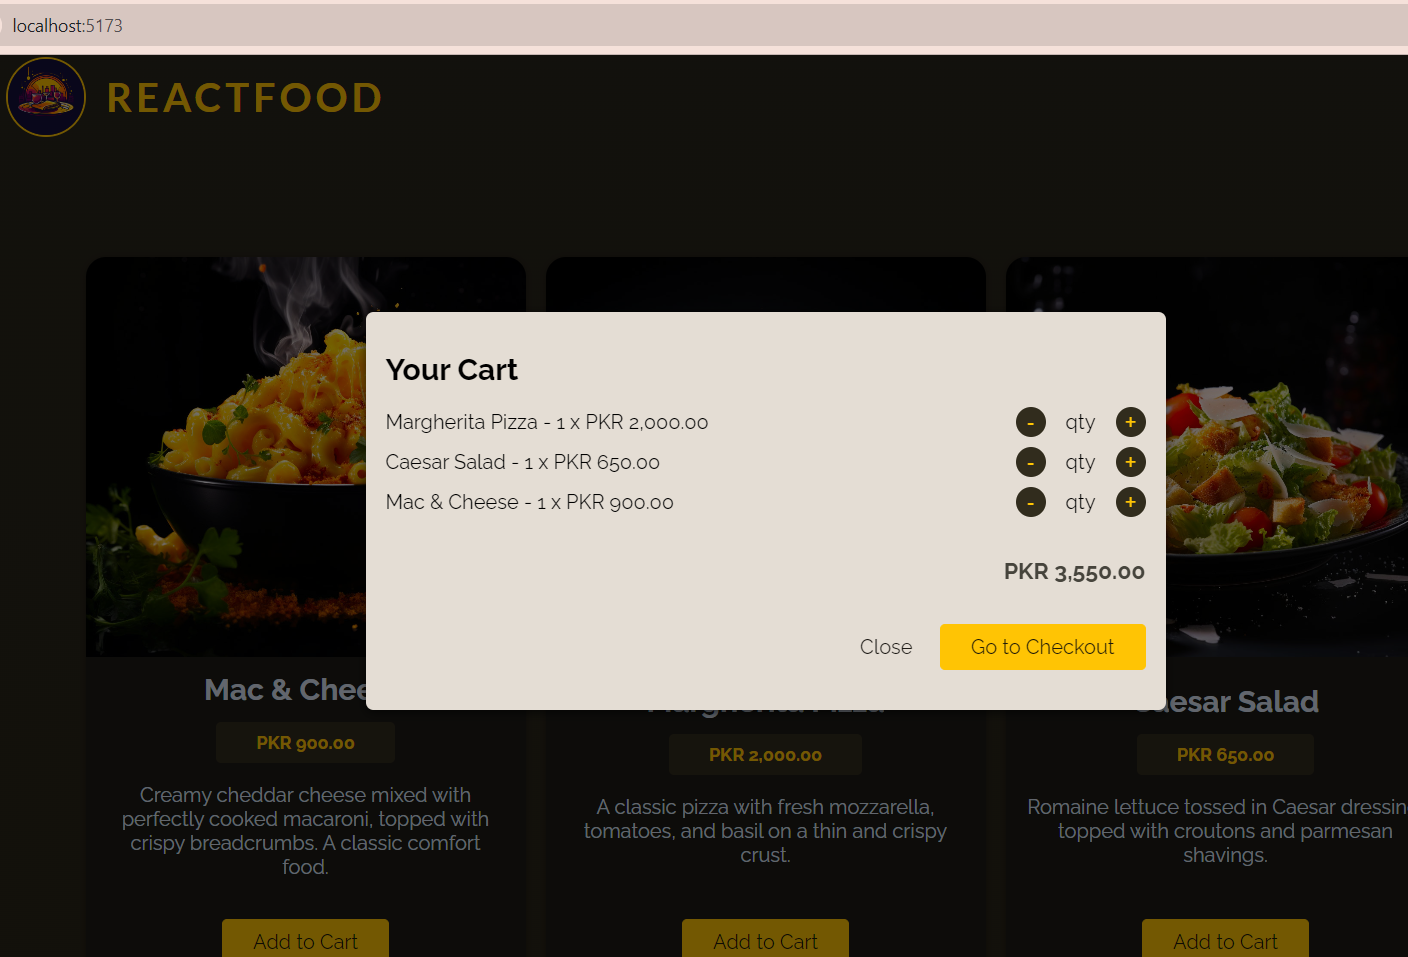 localhost:5173
REACTFOOD
Your Cart
Margherita Pizza - 1 x PKR 2,000.00 - qty +
Caesar Salad - 1 x PKR 650.00 - qty +
Mac & Cheese - 1 x PKR 900.00 - qty +
PKR 3,550.00
Close Go to Checkout
Mac & Chee
PKR 900.00
Creamy cheddar cheese mixed with
perfectly cooked macaroni, topped with
crispy breadcrumbs. A classic comfort
food.
Add to Cart
PKR 2,000.00
A classic pizza with fresh mozzarella,
tomatoes, and basil on a thin and crispy
crust.
Add to Cart
aesar Salad
PKR 650.00
Romaine lettuce tossed in Caesar dressin
topped with croutons and parmesan
shavings.
Add to Cart